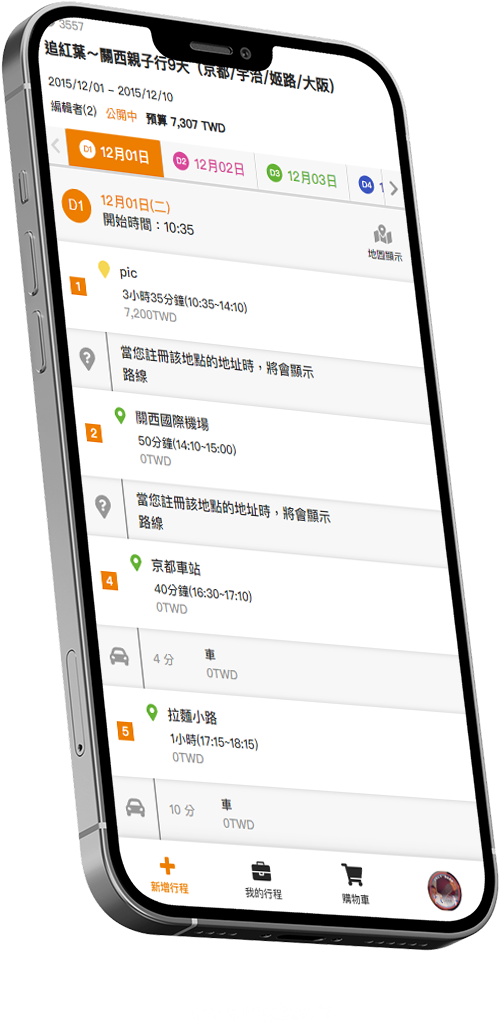 3557
追紅葉～關西親子行9天（京都/宇治/姬路/大阪）
2015/12/01 – 2015/12/10
編輯者(2) 公開中 預算 7,307 TWD
D1 12月01日 D2 12月02日 D3 12月03日 D4 1
D1 12月01日(二)
開始時間：10:35
地圖顯示
1 pic
3小時35分鐘(10:35~14:10)
7,200TWD
當您註冊該地點的地址時，將會顯示
路線
2 關西國際機場
50分鐘(14:10~15:00)
0TWD
當您註冊該地點的地址時，將會顯示
路線
4 京都車站
40分鐘(16:30~17:10)
0TWD
4 分 車
0TWD
5 拉麵小路
1小時(17:15~18:15)
0TWD
10 分 車
0TWD
新增行程 我的行程 購物車